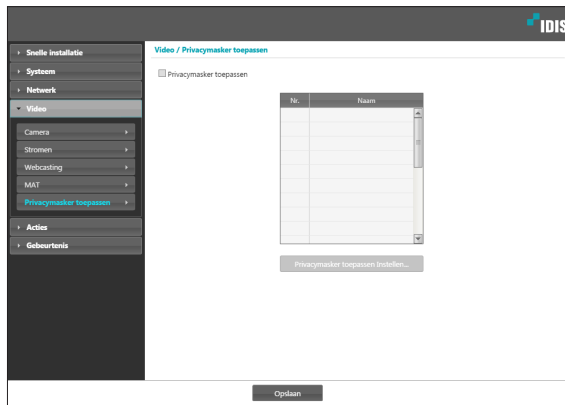 IDIS
Snelle installatie
Systeem
Netwerk
Video
Camera
Stromen
Webcasting
MAT
Privacymasker toepassen
Acties
Gebeurtenis
Video / Privacymasker toepassen
Privacymasker toepassen
Nr. Naam
Privacymasker toepassen Instellen...
Opslaan